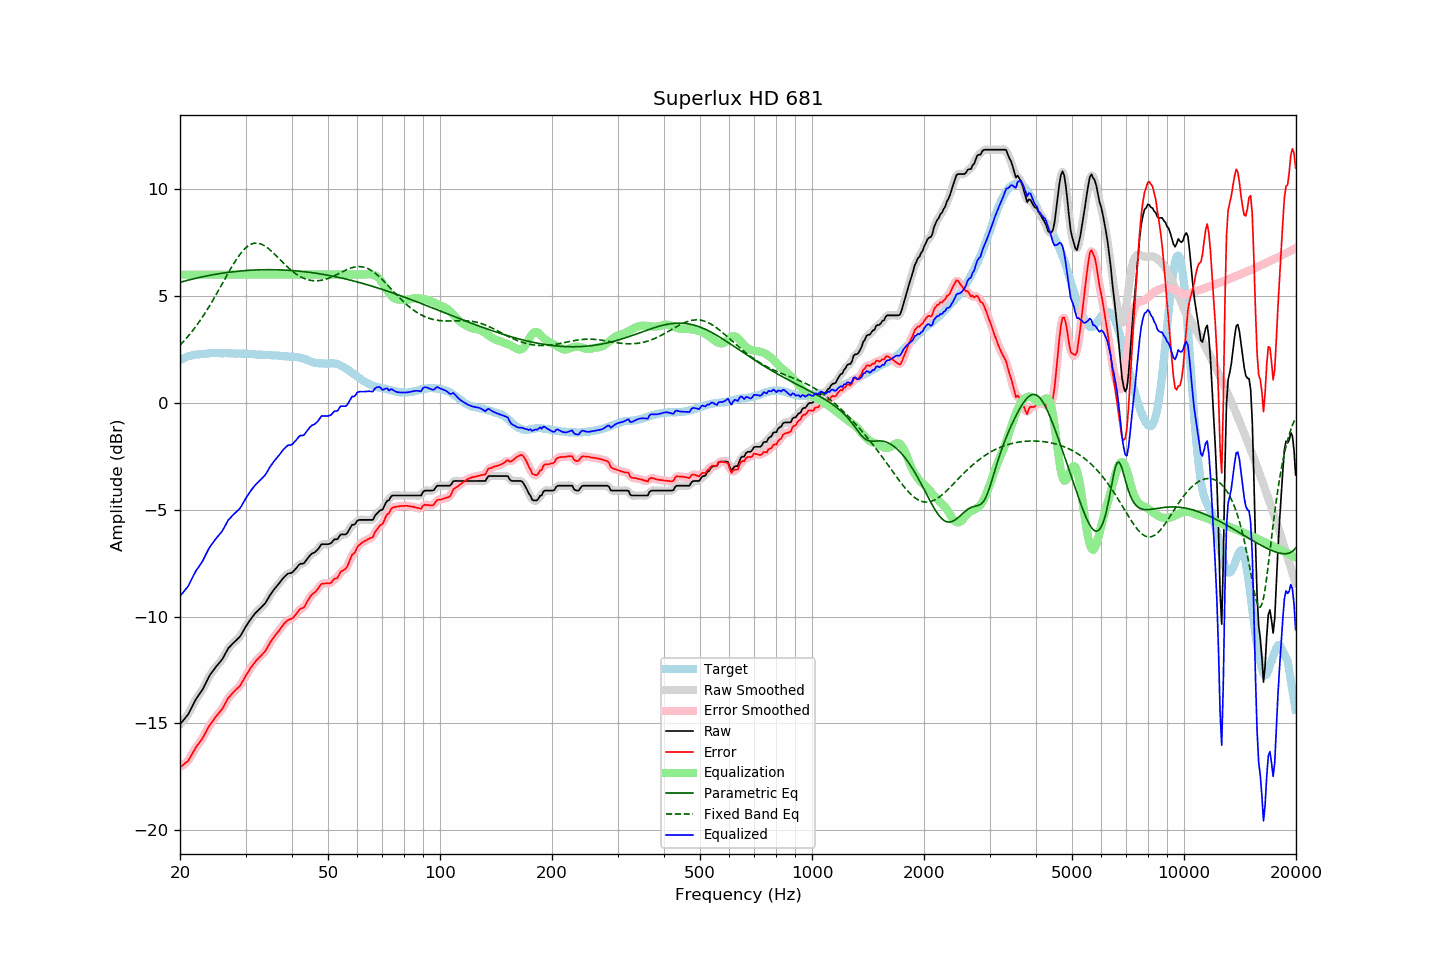 Superlux HD 681
Amplitude (dBr)
10
5
0
−5
−10
−15
−20
Target
Raw Smoothed
Error Smoothed
Raw
Error
Equalization
Parametric Eq
Fixed Band Eq
Equalized
20 50 100 200 500 1000 2000 5000 10000 20000
Frequency (Hz)